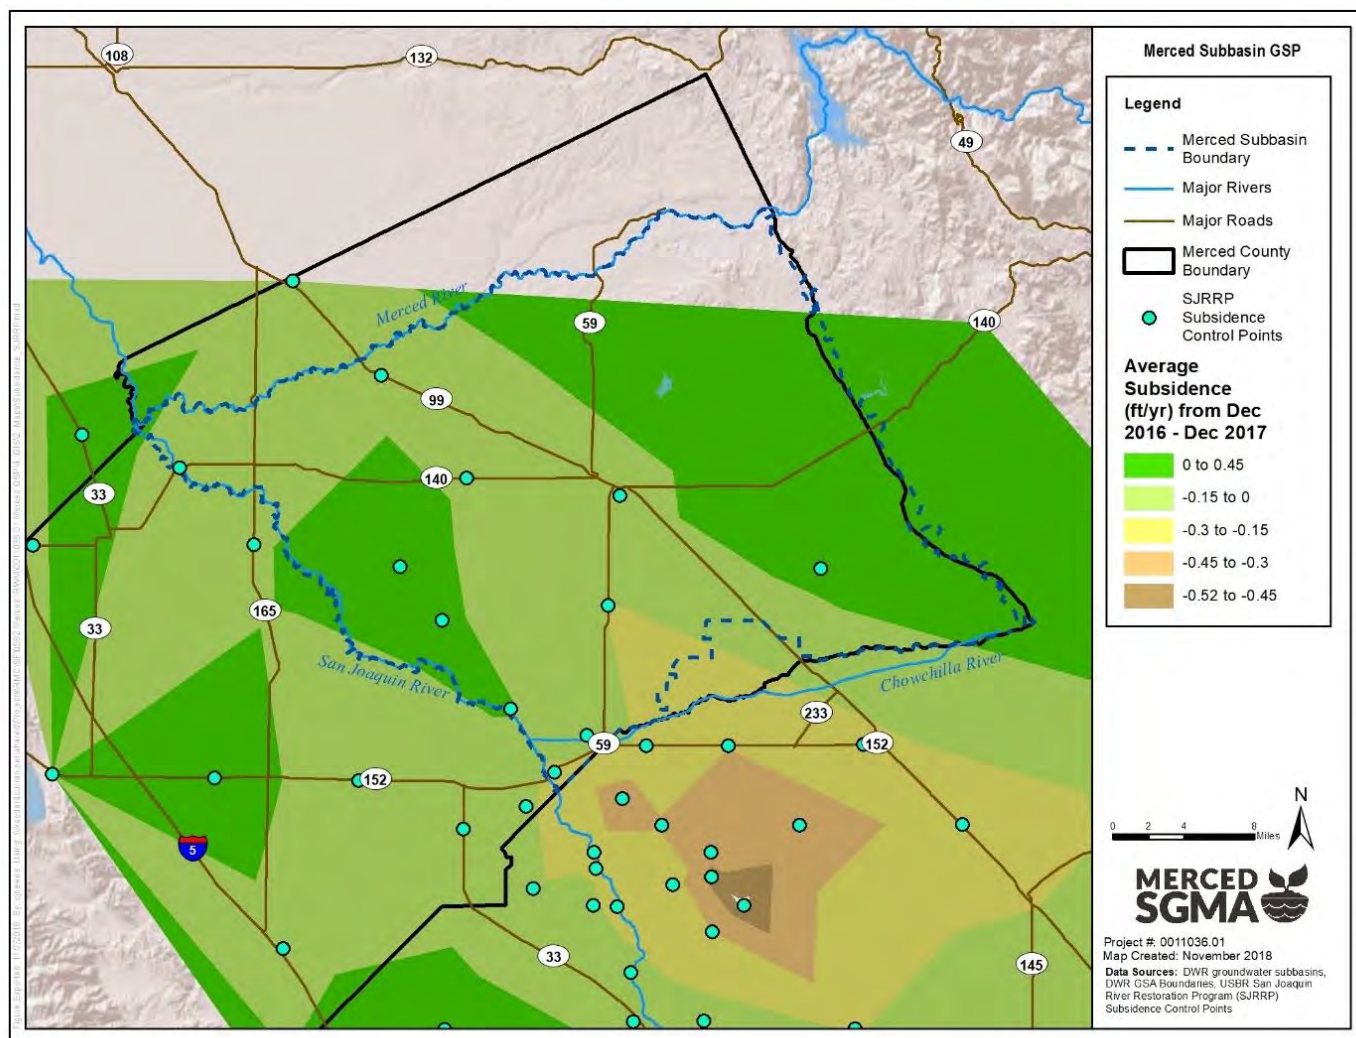 Merced Subbasin GSP
Legend
Merced Subbasin
Boundary
Major Rivers
Major Roads
Merced County
Boundary
SJRRP
Subsidence
Control Points
Average
Subsidence
(ft/yr) from Dec
2016 - Dec 2017
0 to 0.45
-0.15 to 0
-0.3 to -0.15
-0.45 to -0.3
-0.52 to -0.45
N
0 2 4 8 Miles
MERCED
SGMA
Project #: 0011036.01
Map Created: November 2018
Data Sources: DWR groundwater subbasins,
DWR GSA Boundaries, USBR San Joaquin
River Restoration Program (SJRRP)
Subsidence Control Points
108
132
49
Merced River
59
140
99
140
33
165
33
San Joaquin River
Chowchilla River
233
59
152
152
5
33
145